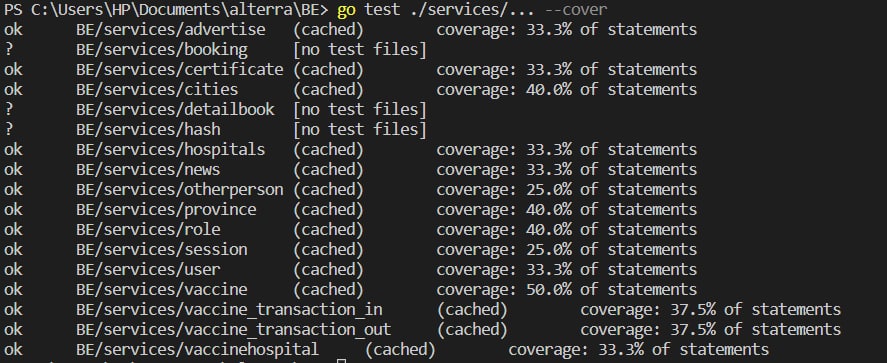 PS C:\Users\HP\Documents\alterra\BE> go test ./services/... --cover
ok      BE/services/advertise   (cached)        coverage: 33.3% of statements
?       BE/services/booking     [no test files]
ok      BE/services/certificate (cached)        coverage: 33.3% of statements
ok      BE/services/cities      (cached)        coverage: 40.0% of statements
?       BE/services/detailbook  [no test files]
?       BE/services/hash        [no test files]
ok      BE/services/hospitals   (cached)        coverage: 33.3% of statements
ok      BE/services/news        (cached)        coverage: 33.3% of statements
ok      BE/services/otherperson (cached)        coverage: 25.0% of statements
ok      BE/services/province    (cached)        coverage: 40.0% of statements
ok      BE/services/role        (cached)        coverage: 40.0% of statements
ok      BE/services/session     (cached)        coverage: 25.0% of statements
ok      BE/services/user        (cached)        coverage: 33.3% of statements
ok      BE/services/vaccine     (cached)        coverage: 50.0% of statements
ok      BE/services/vaccine_transaction_in      (cached)        coverage: 37.5% of statements
ok      BE/services/vaccine_transaction_out     (cached)        coverage: 37.5% of statements
ok      BE/services/vaccinehospital     (cached)        coverage: 33.3% of statements